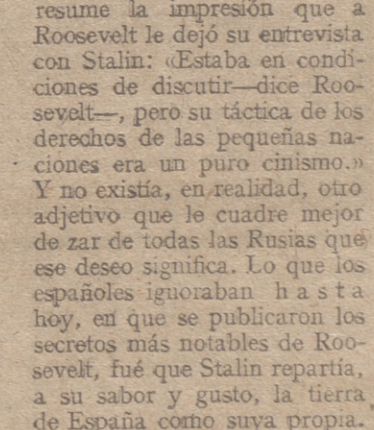 resume la impresión que a
Roosevelt le dejó su entrevista
con Stalin: «Estaba en condi-
ciones de discutir—dice Roo-
sevelt—, pero su táctica de los
derechos de las pequeñas na-
ciones era un puro cinismo.»
Y no existía, en realidad, otro
adjetivo que le cuadre mejor
de zar de todas las Rusias que
ese deseo significa. Lo que los
españoles ignoraban hasta
hoy, en que se publicaron los
secretos más notables de Roo-
sevelt, fué que Stalin repartía,
a su sabor y gusto, la tierra
de España como suya propia.